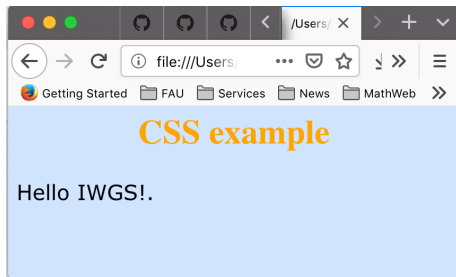 /Users/
file:///Users/
Getting Started FAU Services News MathWeb
CSS example
Hello IWGS!.